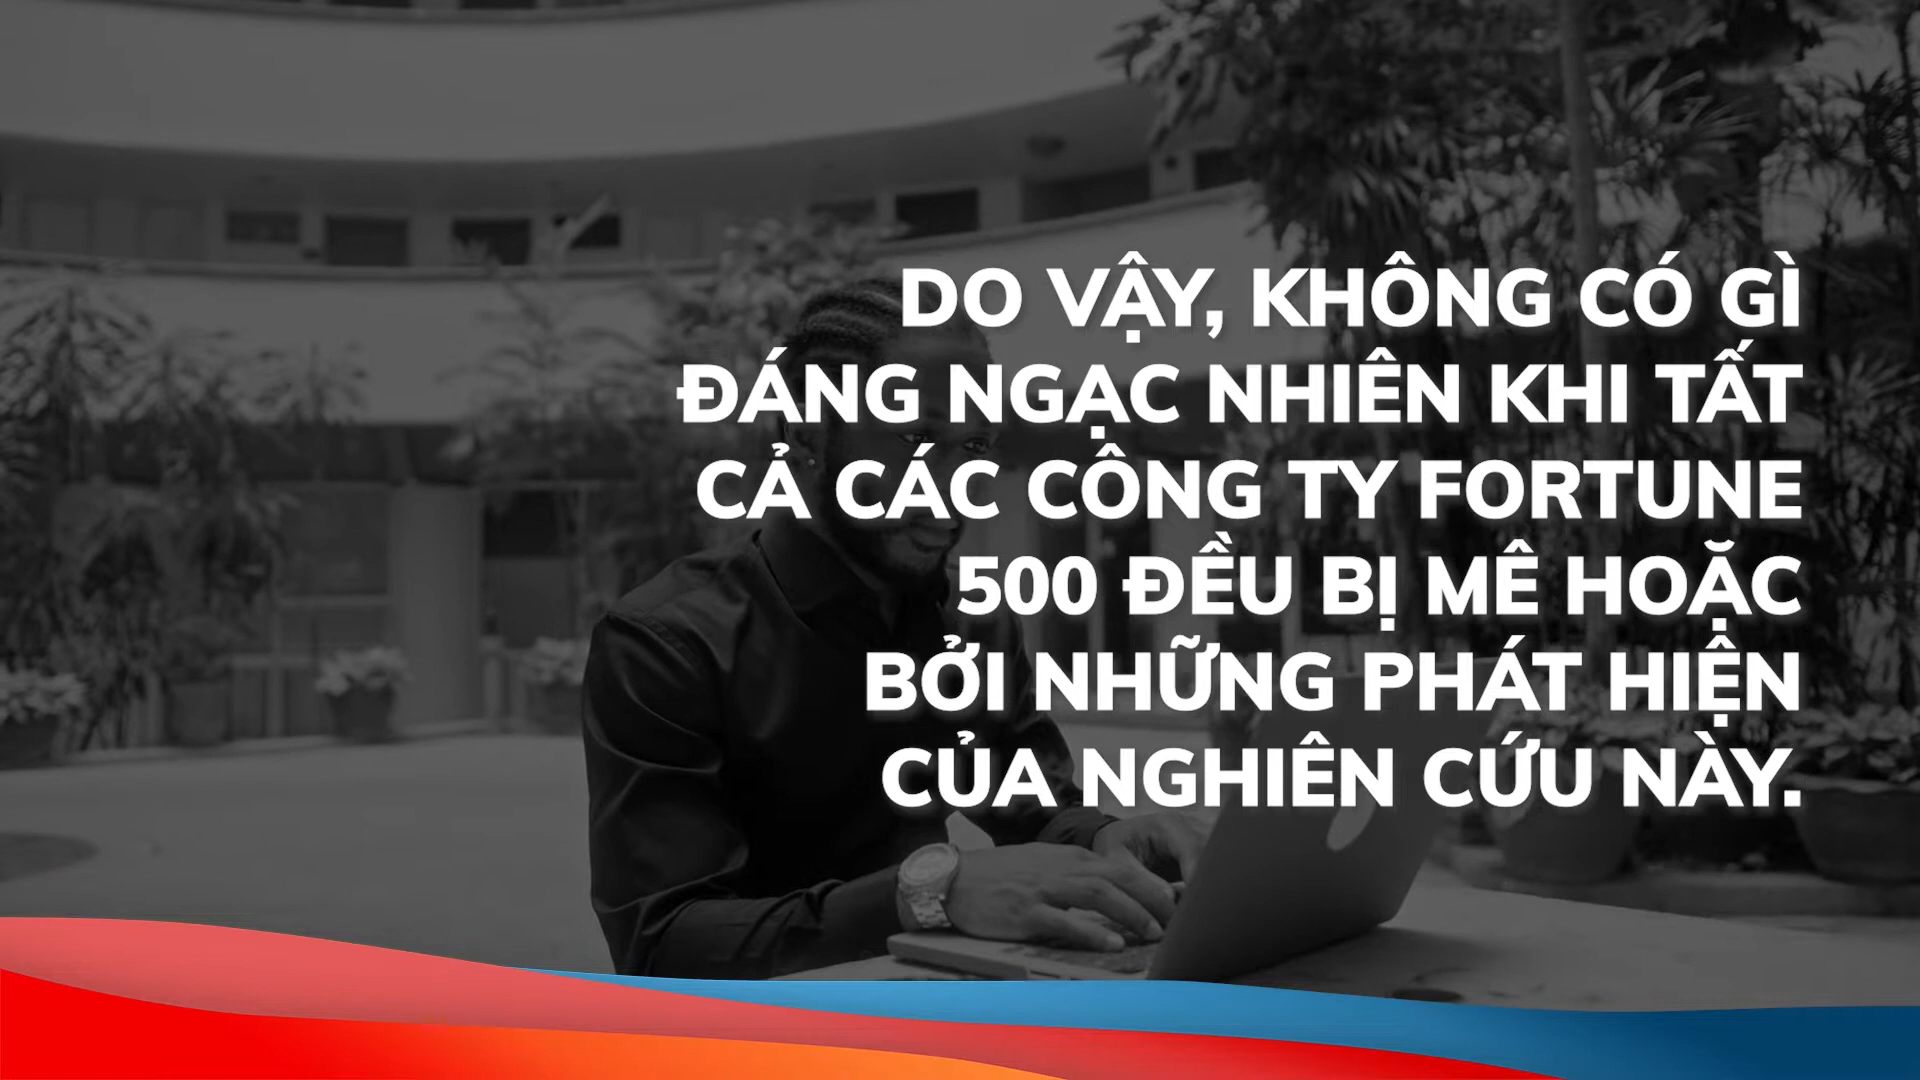 DO VẬY, KHÔNG CÓ GÌ
ĐÁNG NGẠC NHIÊN KHI TẤT
CẢ CÁC CÔNG TY FORTUNE
500 ĐỀU BỊ MÊ HOẶC
BỞI NHỮNG PHÁT HIỆN
CỦA NGHIÊN CỨU NÀY.